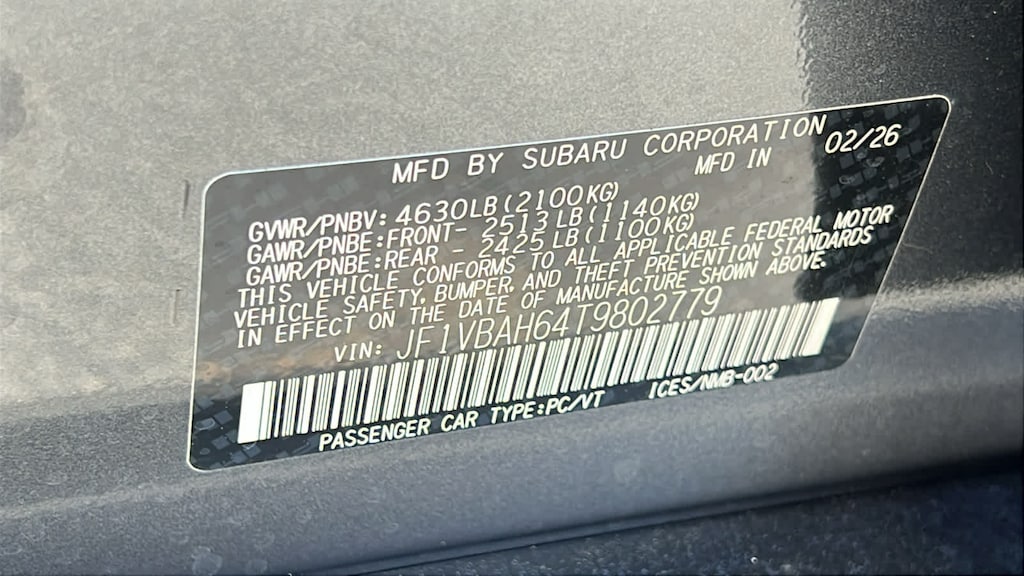 MFD BY SUBARU CORPORATION 02/26
MFD IN
GVWR/PNBV: 4630LB(2100KG)
GAWR/PNBE:FRONT- 2513LB(1140KG)
GAWR/PNBE:REAR - 2425LB(1100KG)
THIS VEHICLE CONFORMS TO ALL APPLICABLE FEDERAL MOTOR
VEHICLE SAFETY, BUMPER, AND THEFT PREVENTION STANDARDS
IN EFFECT ON THE DATE OF MANUFACTURE SHOWN ABOVE.
VIN: JF1VBAH64T9802779
PASSENGER CAR TYPE:PC/VT ICES/NMB-002